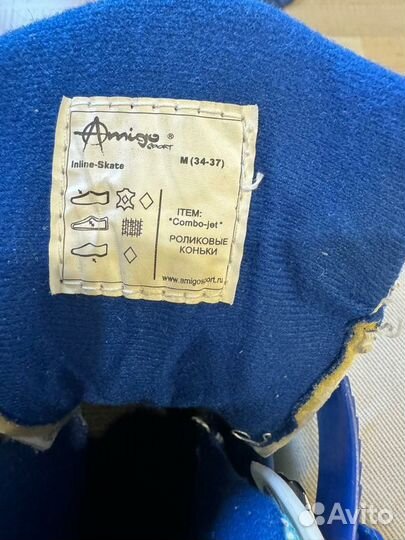 Amigo ®
SPORT
Inline-Skate M (34-37)
ITEM:
"Combo-jet"
РОЛИКОВЫЕ
КОНЬКИ
www.amigosport.ru
Avito